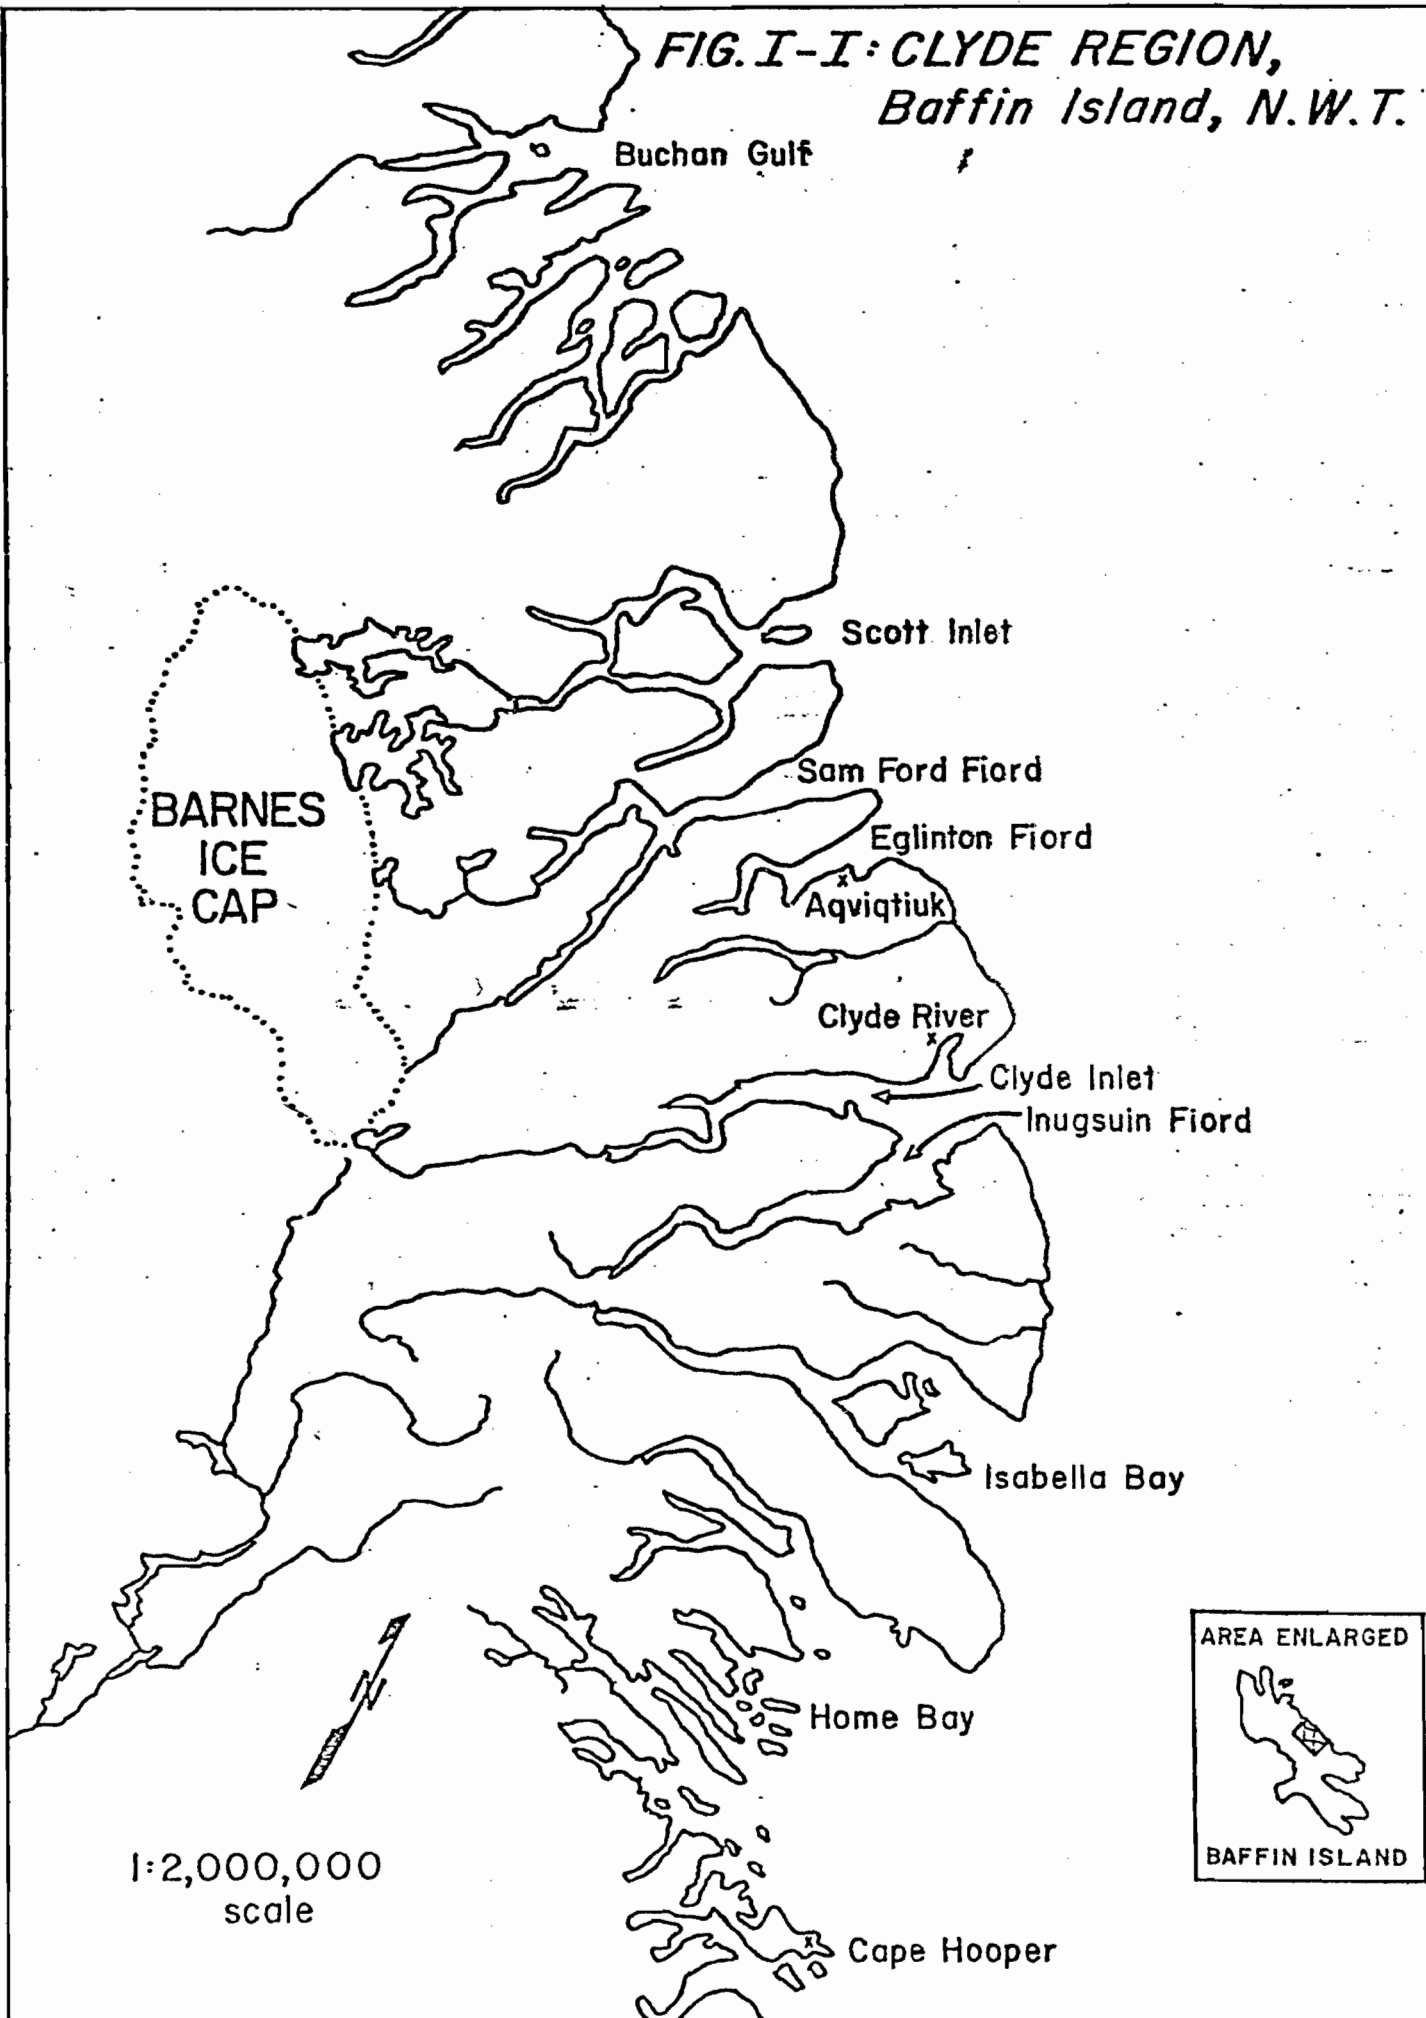 FIG. I-I: CLYDE REGION,
Baffin Island, N.W.T.
Buchan Gulf
Scott Inlet
Sam Ford Fiord
BARNES
ICE
CAP
Eglinton Fiord
Aqviqtiuk
Clyde River
Clyde Inlet
Inugsuin Fiord
Isabella Bay
N
AREA ENLARGED
Home Bay
BAFFIN ISLAND
1:2,000,000
scale
Cape Hooper